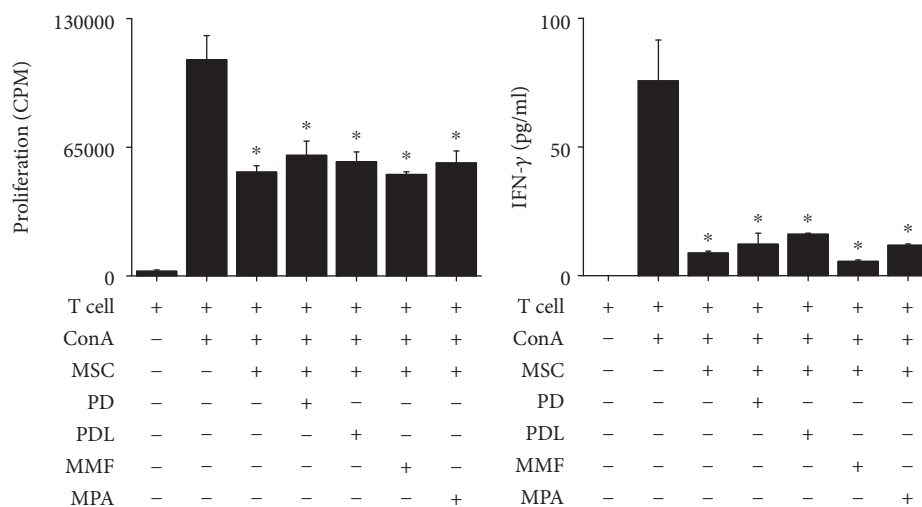 130000
65000
0
Proliferation (CPM)
* * * * *
T cell + + + + + + +
ConA – + + + + + +
MSC – – + + + + +
PD – – – + – – –
PDL – – – – + – –
MMF – – – – – + –
MPA – – – – – – +
100
50
0
IFN-γ (pg/ml)
* * * * *
T cell + + + + + + +
ConA – + + + + + +
MSC – – + + + + +
PD – – – + – – –
PDL – – – – + – –
MMF – – – – – + –
MPA – – – – – – +